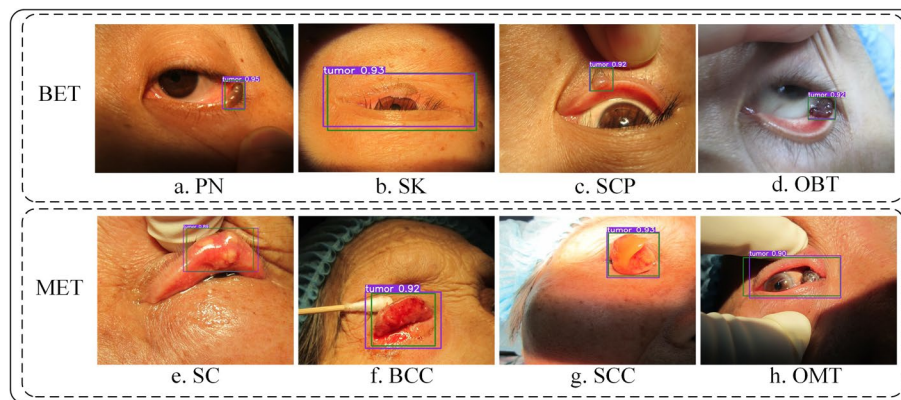 BET
tumor 0.95
a. PN
tumor 0.93
b. SK
tumor 0.92
c. SCP
tumor 0.92
d. OBT
MET
e. SC
tumor 0.92
f. BCC
tumor 0.93
g. SCC
tumor 0.90
h. OMT